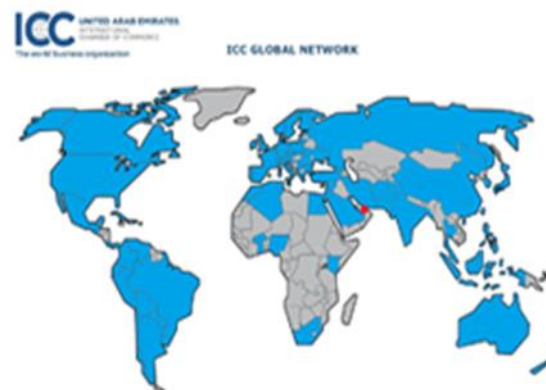 ICC
UNITED ARAB EMIRATES
INTERNATIONAL
CHAMBER OF COMMERCE
The world business organization
ICC GLOBAL NETWORK